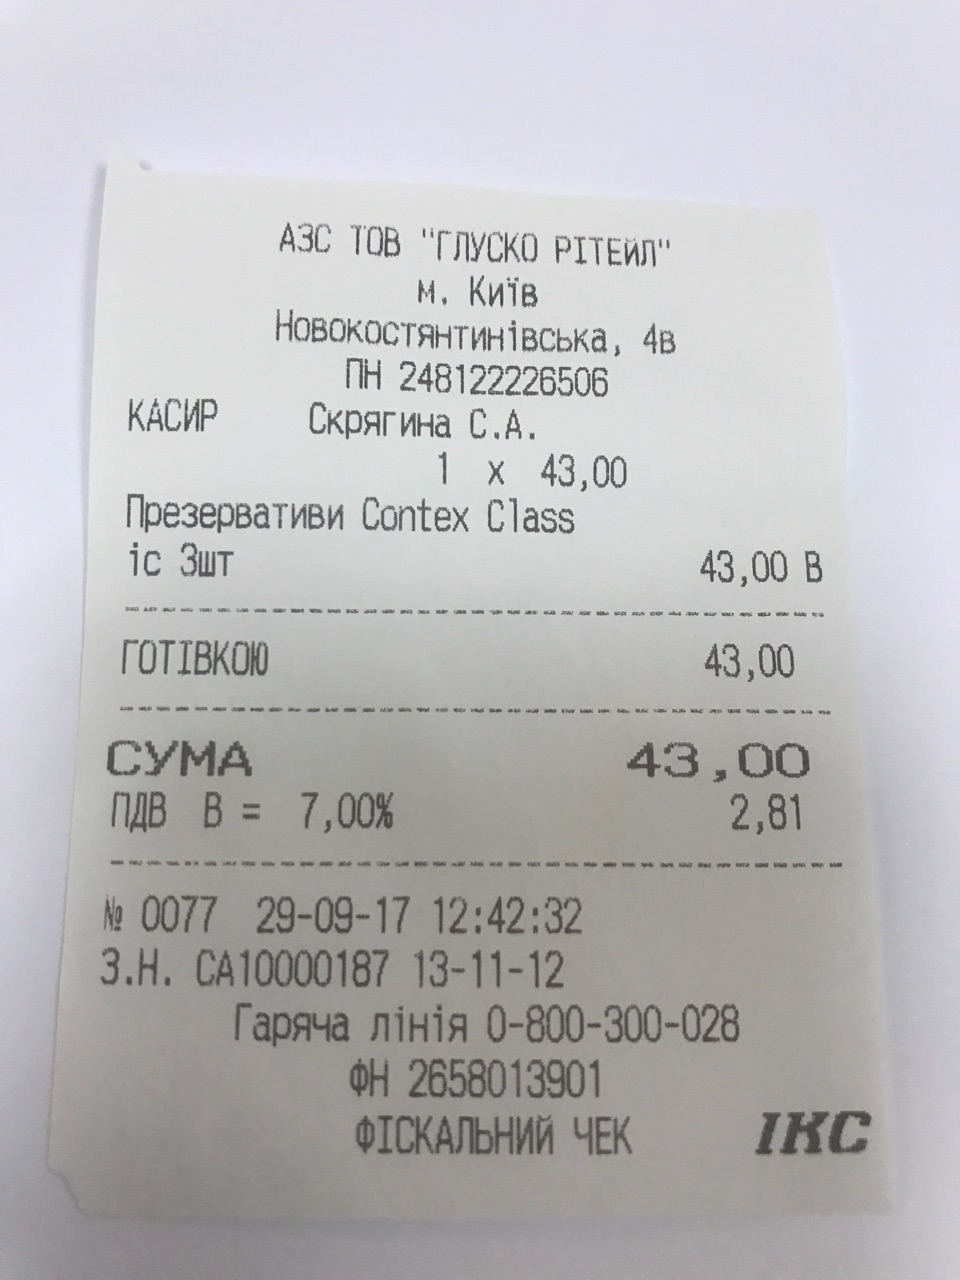 АЗС ТОВ "ГЛУСКО РІТЕЙЛ"
м. Київ
Новокостянтинівська, 4в
ПН 248122226506
КАСИР Скрягина С.А.
1 x 43,00
Презервативи Contex Class
іс 3шт 43,00 В
ГОТІВКОЮ 43,00
СУМА 43,00
ПДВ В = 7,00% 2,81
№ 0077 29-09-17 12:42:32
З.Н. СА10000187 13-11-12
Гаряча лінія 0-800-300-028
ФН 2658013901
ФІСКАЛЬНИЙ ЧЕК ІКС